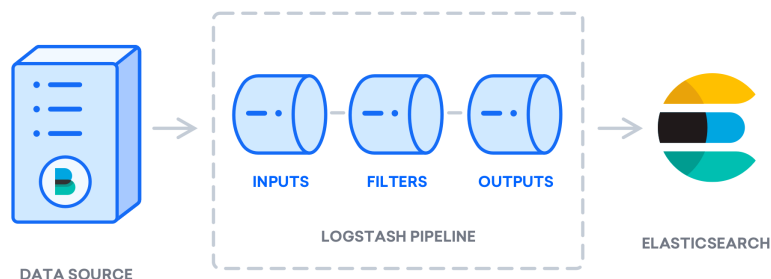 INPUTS
FILTERS
OUTPUTS
LOGSTASH PIPELINE
ELASTICSEARCH
DATA SOURCE